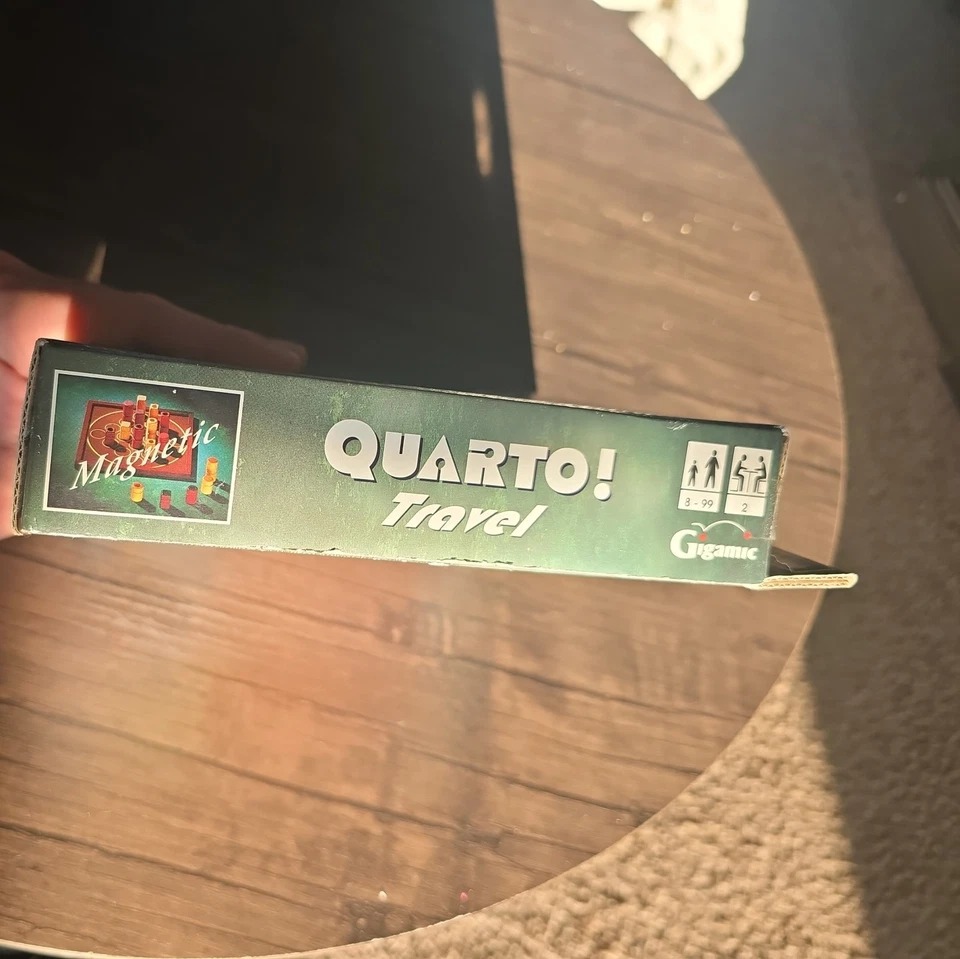 Magnetic
QUARTO!
Travel
8 - 99
2
Gigamic